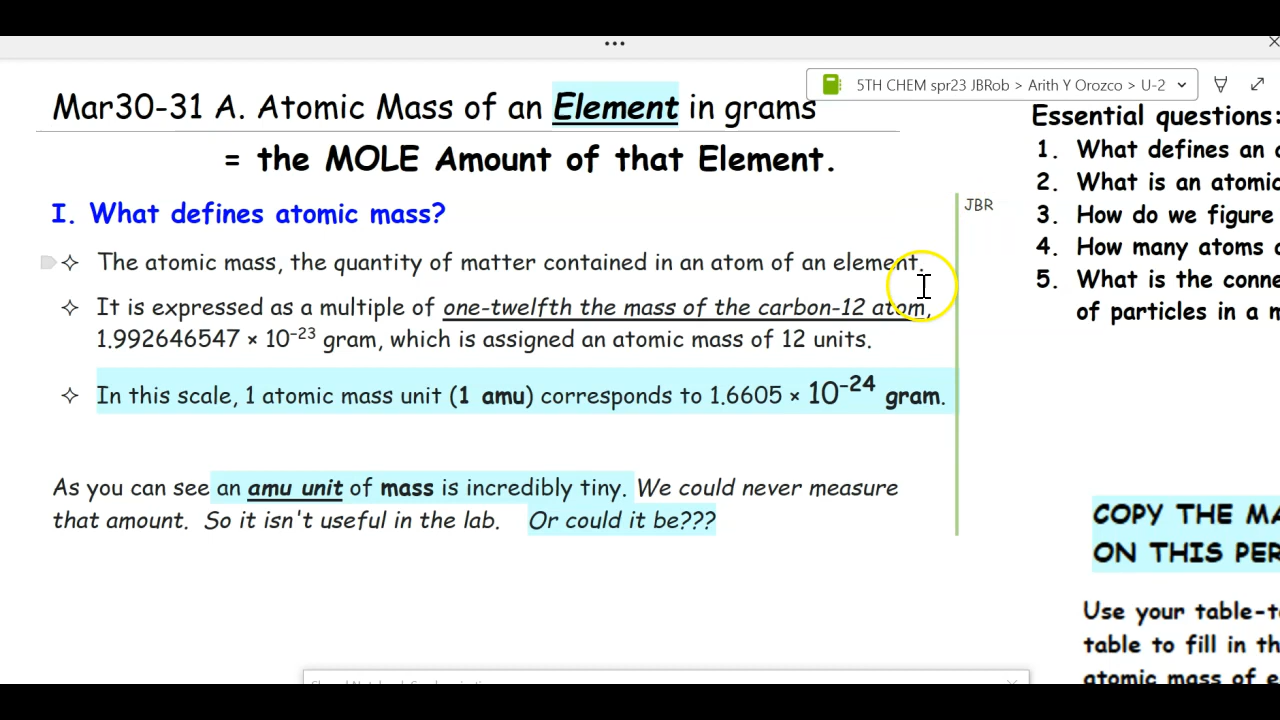 •••
5TH CHEM spr23 JBRob > Arith Y Orozco > U-2
Mar30-31 A. Atomic Mass of an Element in grams
= the MOLE Amount of that Element.
I. What defines atomic mass?
JBR
✧ The atomic mass, the quantity of matter contained in an atom of an element.
✧ It is expressed as a multiple of one-twelfth the mass of the carbon-12 atom,
1.992646547 × 10⁻²³ gram, which is assigned an atomic mass of 12 units.
✧ In this scale, 1 atomic mass unit (1 amu) corresponds to 1.6605 × 10⁻²⁴ gram.
As you can see an amu unit of mass is incredibly tiny. We could never measure
that amount. So it isn't useful in the lab. Or could it be???
Essential questions:
1. What defines an
2. What is an atomic
3. How do we figure
4. How many atoms
5. What is the
of particles in a
COPY THE
ON THIS
Use your
table to fill in
atomic mass of